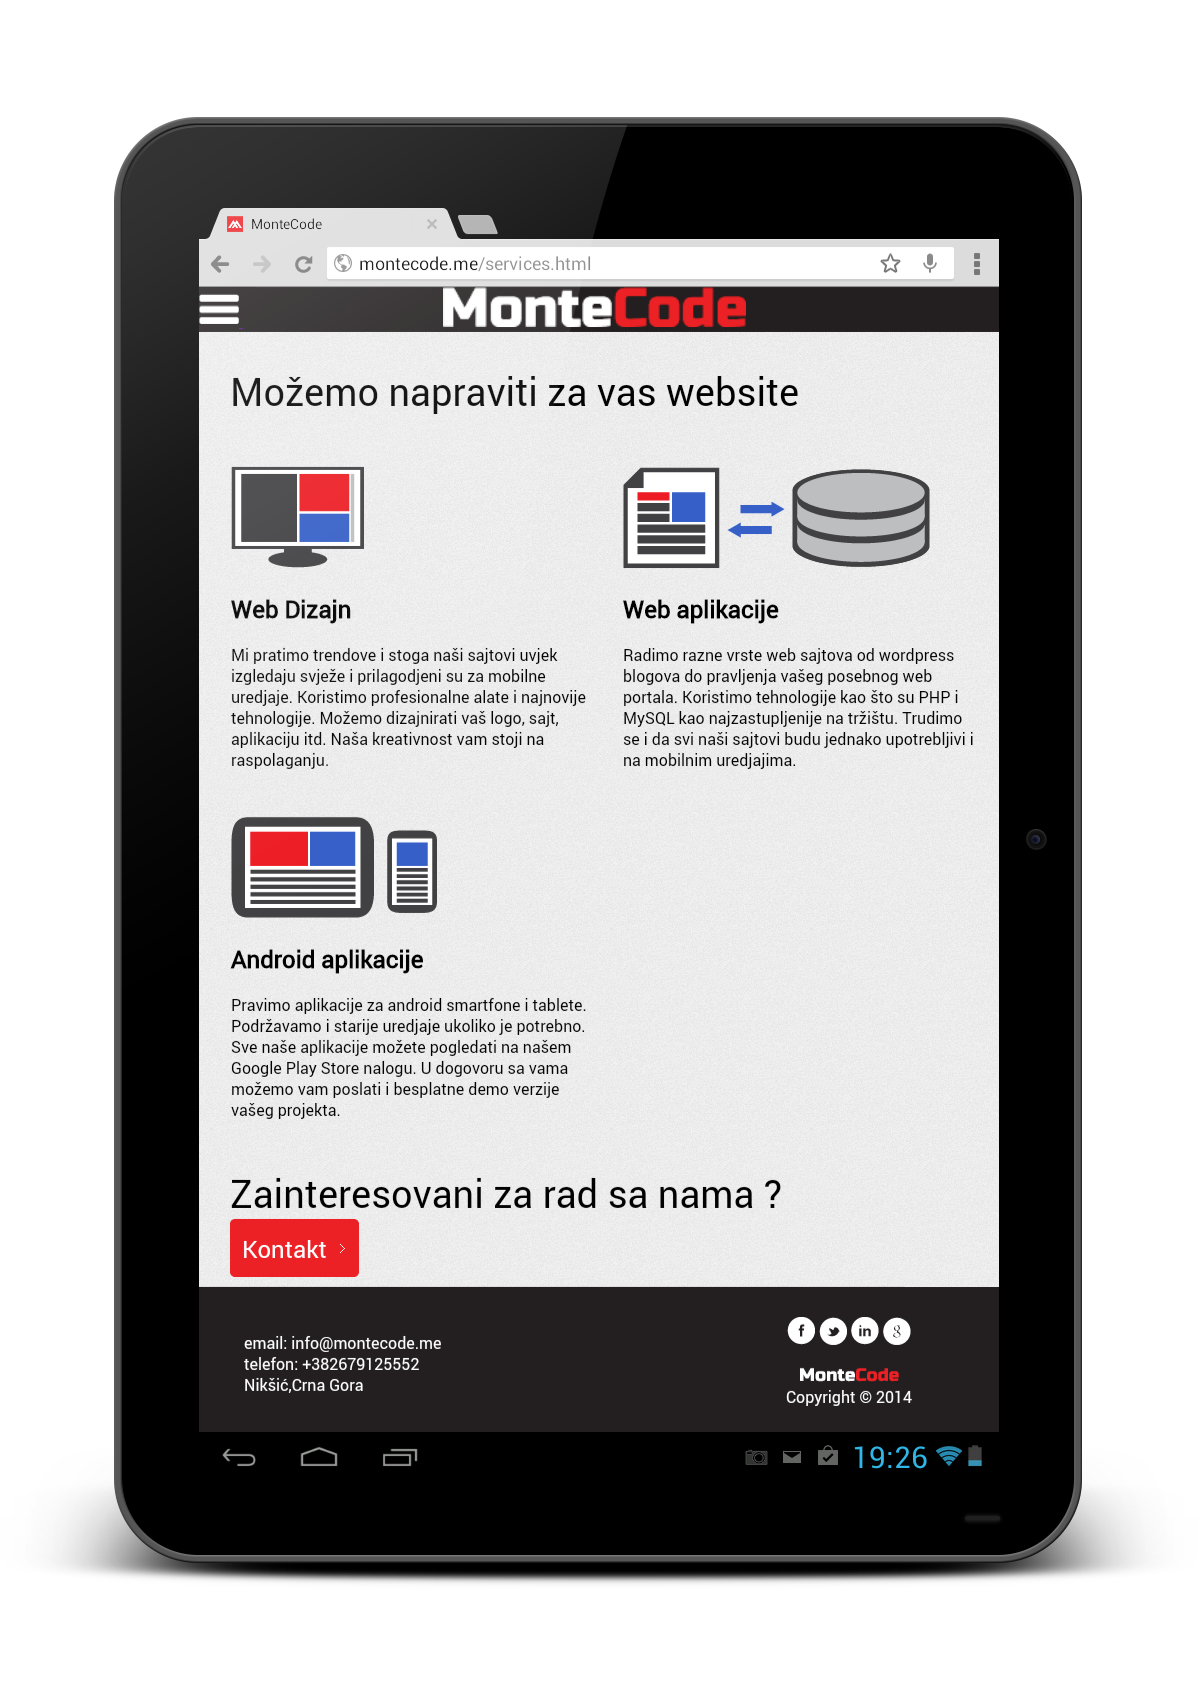 MonteCode
montecode.me/services.html
MonteCode
Možemo napraviti za vas website
Web Dizajn
Mi pratimo trendove i stoga naši sajtovi uvjek
izgledaju svježe i prilagodjeni su za mobilne
uredjaje. Koristimo profesionalne alate i najnovije
tehnologije. Možemo dizajnirati vaš logo, sajt,
aplikaciju itd. Naša kreativnost vam stoji na
raspolaganju.
Web aplikacije
Radimo razne vrste web sajtova od wordpress
blogova do pravljenja vašeg posebnog web
portala. Koristimo tehnologije kao što su PHP i
MySQL kao najzastupljenije na tržištu. Trudimo
se i da svi naši sajtovi budu jednako upotrebljivi i
na mobilnim uredjajima.
Android aplikacije
Pravimo aplikacije za android smartfone i tablete.
Podržavamo i starije uredjaje ukoliko je potrebno.
Sve naše aplikacije možete pogledati na našem
Google Play Store nalogu. U dogovoru sa vama
možemo vam poslati i besplatne demo verzije
vašeg projekta.
Zainteresovani za rad sa nama ?
Kontakt
email: info@montecode.me
telefon: +382679125552
Nikšić,Crna Gora
f in 8
MonteCode
Copyright © 2014
19:26